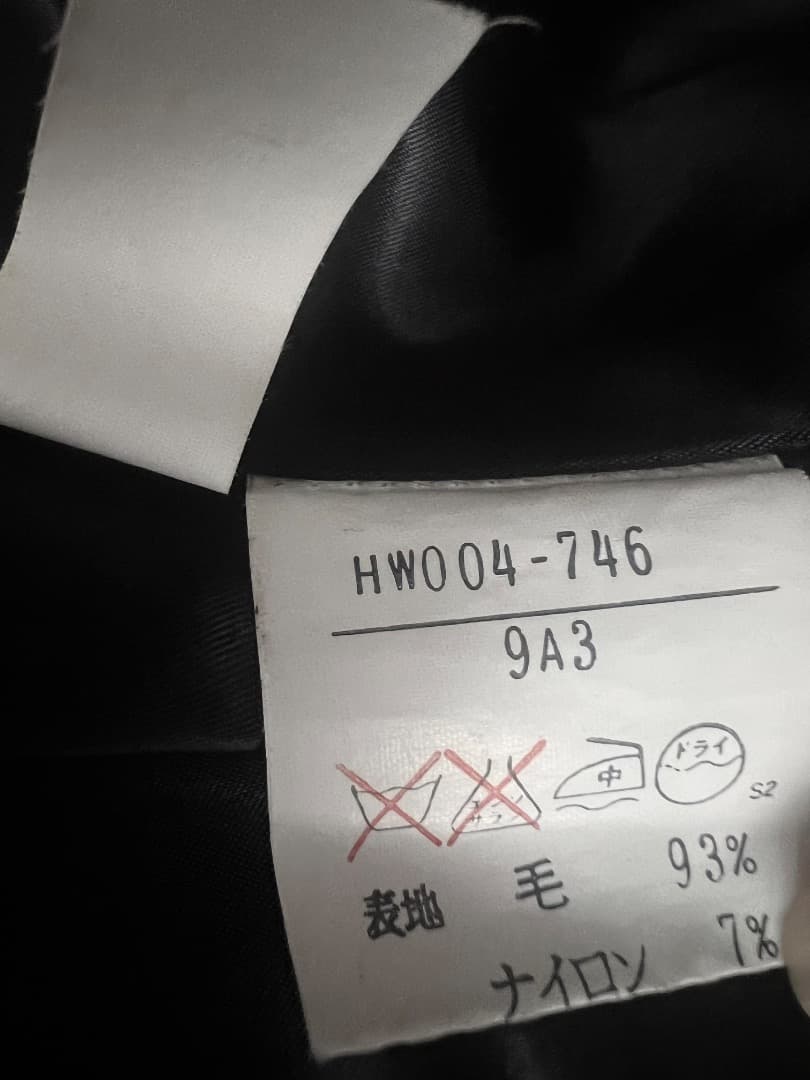 HW004-746
9A3
中 ドライ
S2
表地 毛 93%
ナイロン 7%